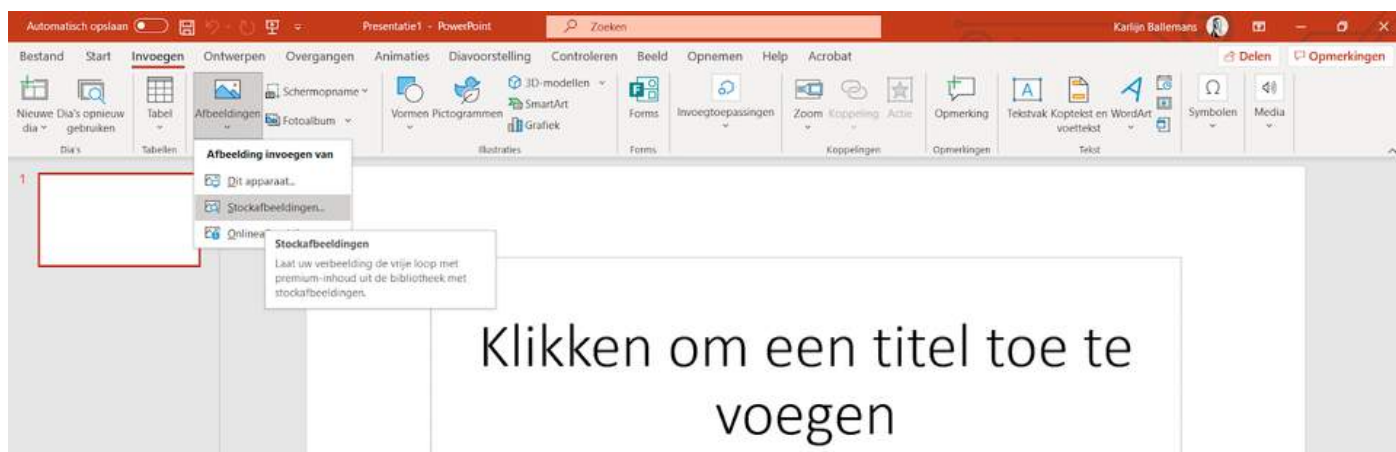 Automatisch opslaan
Presentatie1 - PowerPoint
Zoeken
Karlijn Ballemans
Bestand Start Invoegen Ontwerpen Overgangen Animaties Diavoorstelling Controleren Beeld Opnemen Help Acrobat
Delen Opmerkingen
Nieuwe dia
Dia's opnieuw gebruiken
Tabel
Afbeeldingen
Schermopname
Fotoalbum
Vormen
Pictogrammen
3D-modellen
SmartArt
Grafiek
Forms
Invoegtoepassingen
Zoom
Koppeling
Actie
Opmerking
Tekstvak
Koptekst en voettekst
WordArt
Symbolen
Media
Dia's
Tabellen
Illustraties
Forms
Koppelingen
Opmerkingen
Tekst
Afbeelding invoegen van
Dit apparaat...
Stockafbeeldingen...
Stockafbeeldingen
Laat uw verbeelding de vrije loop met
premium-inhoud uit de bibliotheek met
stockafbeeldingen.
1
Klikken om een titel toe te
voegen